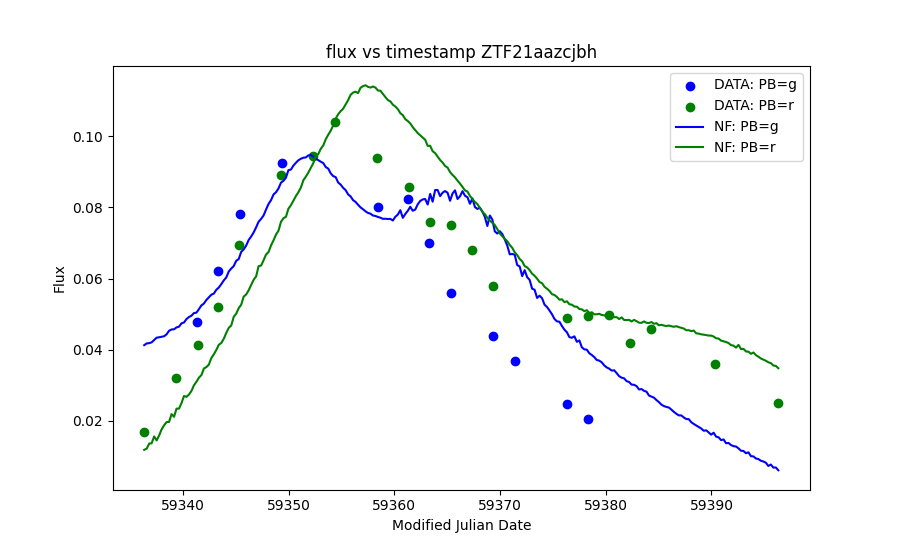 flux vs timestamp ZTF21aazcjbh
DATA: PB=g
DATA: PB=r
NF: PB=g
NF: PB=r
Flux
0.10
0.08
0.06
0.04
0.02
59340 59350 59360 59370 59380 59390
Modified Julian Date